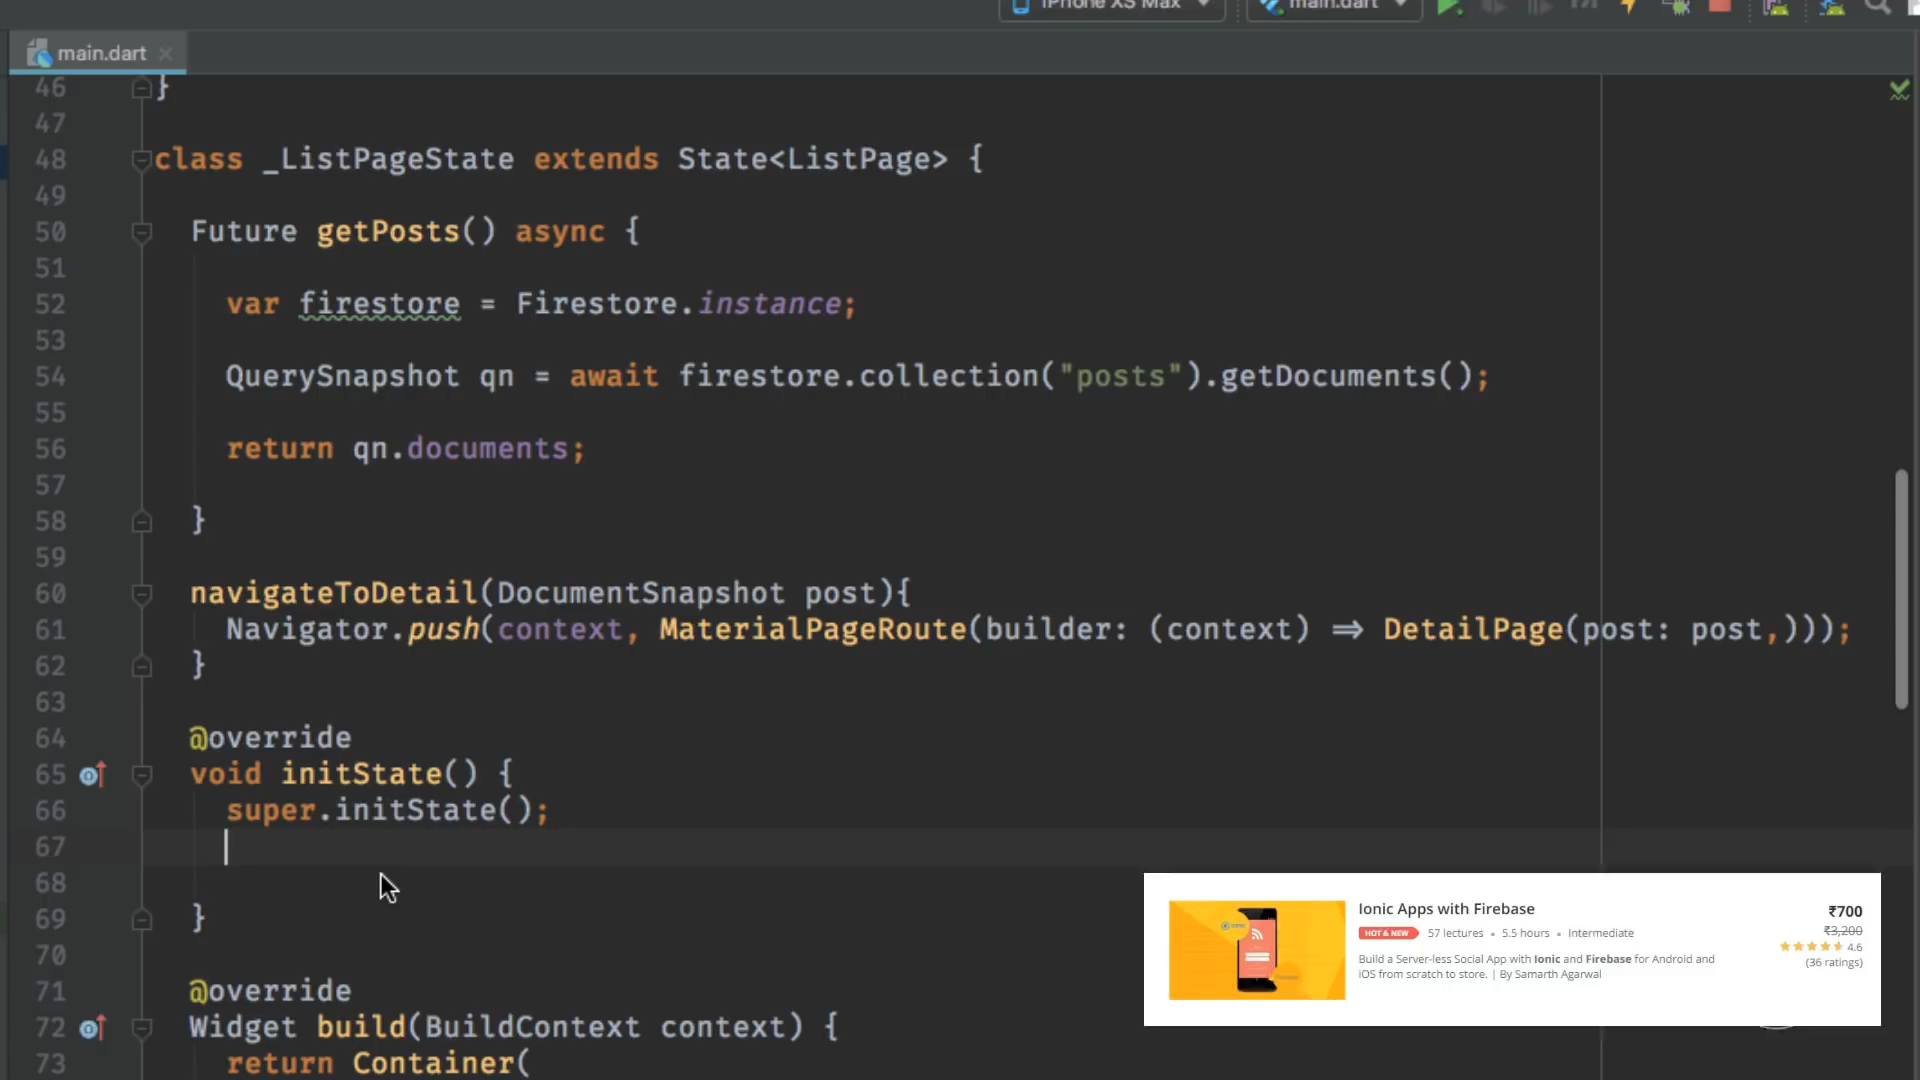 iPhone XS Max
main.dart
main.dart
46 }
47
48 class _ListPageState extends State<ListPage> {
49
50 Future getPosts() async {
51
52 var firestore = Firestore.instance;
53
54 QuerySnapshot qn = await firestore.collection("posts").getDocuments();
55
56 return qn.documents;
57
58 }
59
60 navigateToDetail(DocumentSnapshot post){
61 Navigator.push(context, MaterialPageRoute(builder: (context) => DetailPage(post: post,)));
62 }
63
64 @override
65 void initState() {
66 super.initState();
67
68
69 }
70
71 @override
72 Widget build(BuildContext context) {
73 return Container(
Ionic Apps with Firebase
₹700
HOT & NEW 57 lectures • 5.5 hours • Intermediate
₹3,200
4.6
Build a Server-less Social App with Ionic and Firebase for Android and
(36 ratings)
iOS from scratch to store. | By Samarth Agarwal